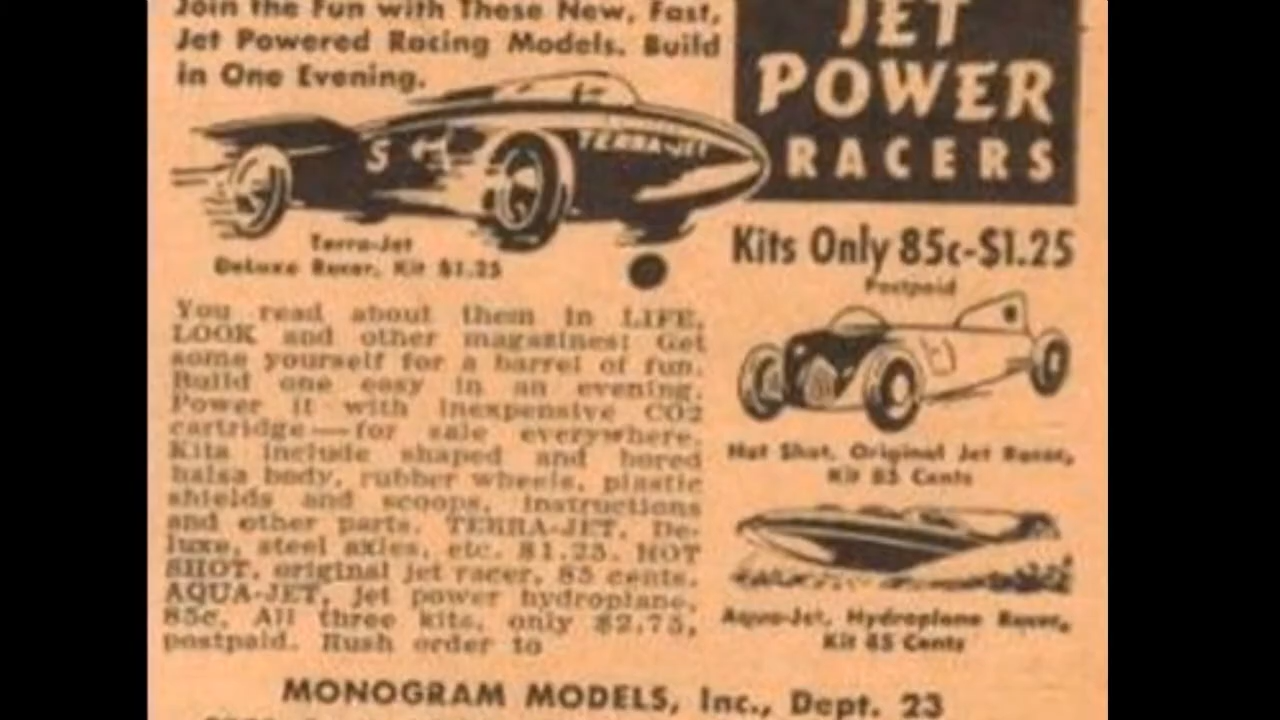 Join the Fun with These New, Fast,
Jet Powered Racing Models. Build
in One Evening.
JET
POWER
RACERS
S
TERRA-JET
Terra-Jet
Deluxe Racer, Kit $1.25
Kits Only 85c-$1.25
Postpaid
You read about them in LIFE,
LOOK and other magazines! Get
some yourself for a barrel of fun.
Build one easy in an evening.
Power it with inexpensive CO2
cartridge—for sale everywhere.
Kits include shaped and bored
balsa body, rubber wheels, plastic
shields and scoops, instructions
and other parts. TERRA-JET, De-
luxe, steel axles, etc. $1.25. HOT
SHOT, original jet racer, 85 cents.
AQUA-JET, jet power hydroplane,
85c. All three kits, only $2.75,
postpaid. Rush order to
Hot Shot, Original Jet Racer,
Kit 85 Cents
Aqua-Jet, Hydroplane Racer,
Kit 85 Cents
MONOGRAM MODELS, Inc., Dept. 23